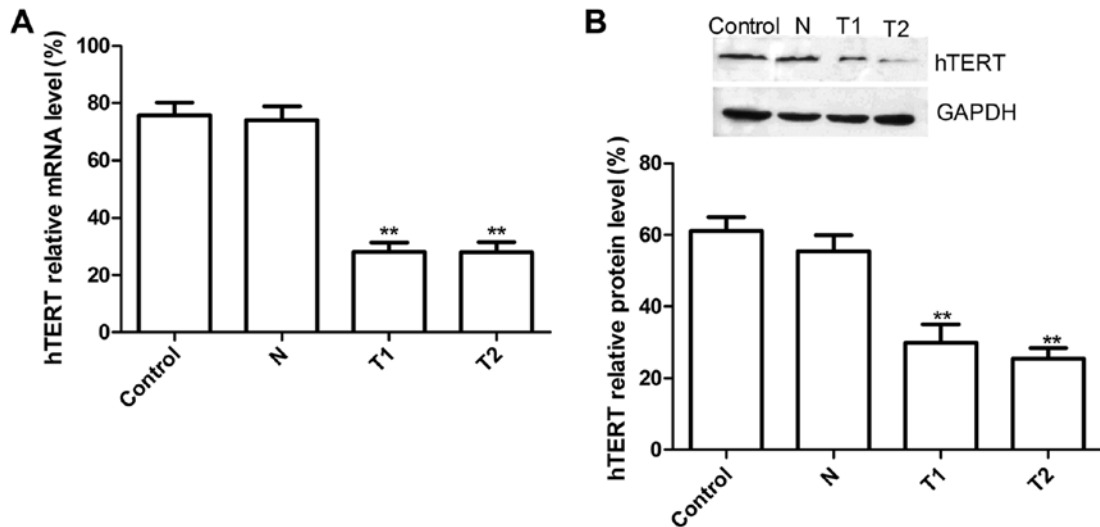 A
hTERT relative mRNA level (%)
100
80
60
40
20
0
**
**
Control
N
T1
T2
B
Control N T1 T2
hTERT
GAPDH
hTERT relative protein level (%)
80
60
40
20
0
**
**
Control
N
T1
T2